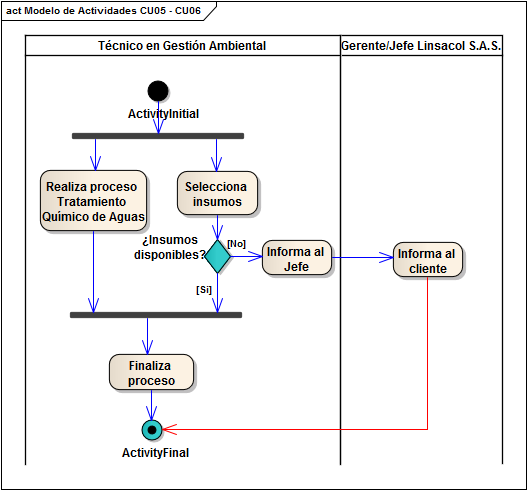 act Modelo de Actividades CU05 - CU06
Técnico en Gestión Ambiental
Gerente/Jefe Linsacol S.A.S.
ActivityInitial
Realiza proceso
Tratamiento
Químico de Aguas
Selecciona
insumos
¿Insumos
disponibles?
[No]
Informa al
Jefe
Informa al
cliente
[Si]
Finaliza
proceso
ActivityFinal